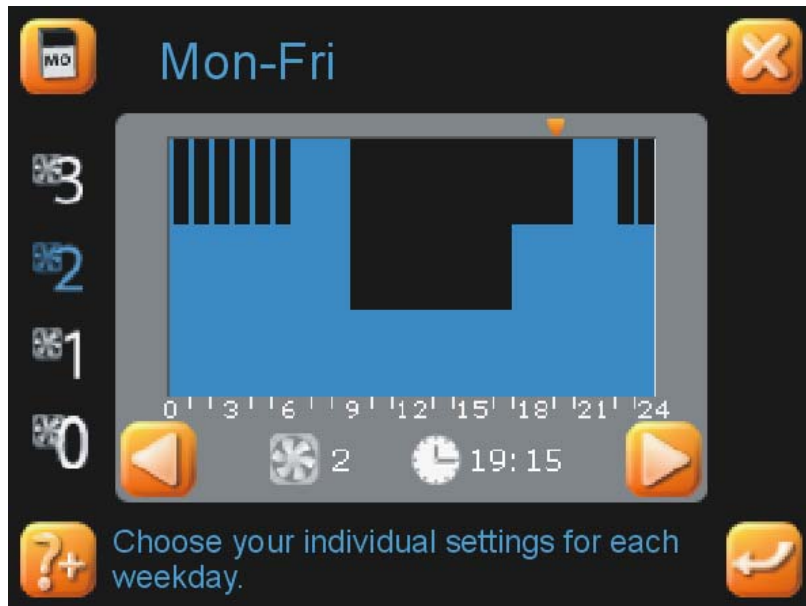 MO
Mon-Fri
3
2
1
0
0 3 6 9 12 15 18 21 24
2 19:15
?+
Choose your individual settings for each
weekday.